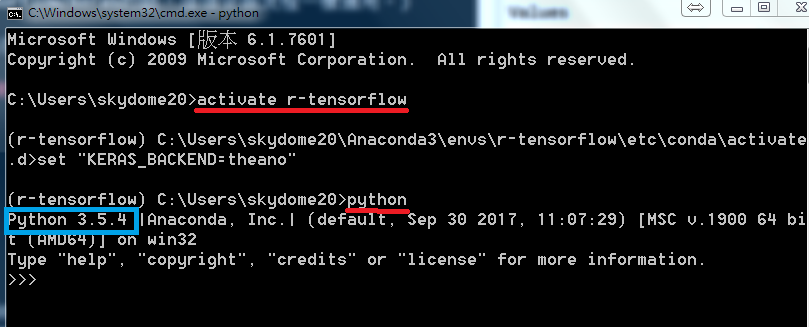 Values
C:\Windows\system32\cmd.exe - python
Microsoft Windows [版本 6.1.7601]
Copyright (c) 2009 Microsoft Corporation.  All rights reserved.
C:\Users\skydome20>activate r-tensorflow
(r-tensorflow) C:\Users\skydome20\Anaconda3\envs\r-tensorflow\etc\conda\activate
.d>set "KERAS_BACKEND=theano"
(r-tensorflow) C:\Users\skydome20>python
Python 3.5.4 |Anaconda, Inc.| (default, Sep 30 2017, 11:07:29) [MSC v.1900 64 bi
t (AMD64)] on win32
Type "help", "copyright", "credits" or "license" for more information.
>>>